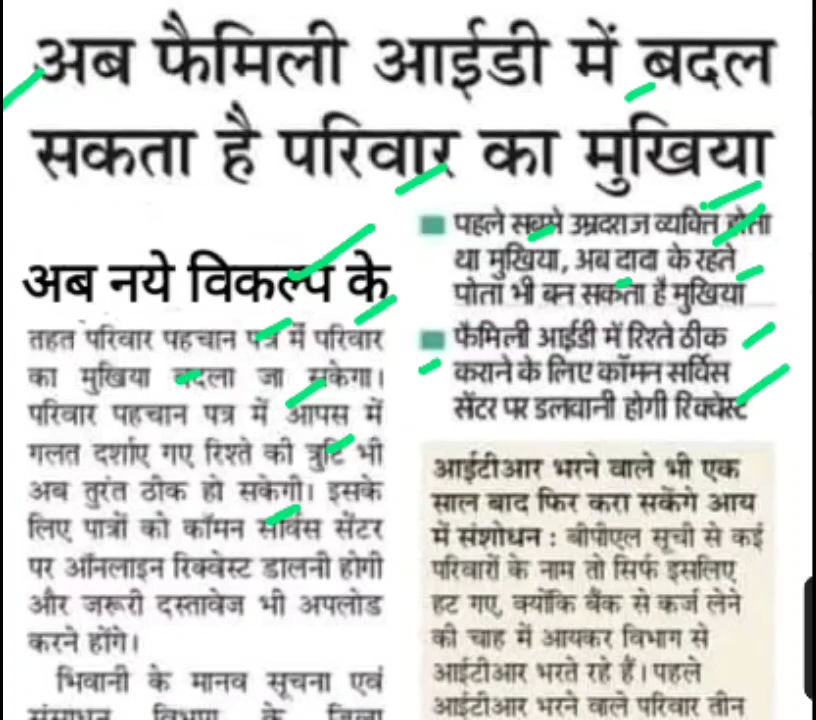 अब फैमिली आईडी में बदल
सकता है परिवार का मुखिया
अब नये विकल्प के
तहत परिवार पहचान पत्र में परिवार
का मुखिया बदला जा सकेगा।
परिवार पहचान पत्र में आपस में
गलत दर्शाए गए रिश्ते की त्रुटि भी
अब तुरंत ठीक हो सकेगी। इसके
लिए पात्रों को कॉमन सर्विस सेंटर
पर ऑनलाइन रिक्वेस्ट डालनी होगी
और जरूरी दस्तावेज भी अपलोड
करने होंगे।
भिवानी के मानव सूचना एवं
संसाधन विभाग के जिला
पहले सबसे उम्रदराज व्यक्ति होता
था मुखिया, अब दादा के रहते
पोता भी बन सकता है मुखिया
फैमिली आईडी में रिश्ते ठीक
कराने के लिए कॉमन सर्विस
सेंटर पर डलवानी होगी रिक्वेस्ट
आईटीआर भरने वाले भी एक
साल बाद फिर करा सकेंगे आय
में संशोधन : बीपीएल सूची से कई
परिवारों के नाम तो सिर्फ इसलिए
हट गए, क्योंकि बैंक से कर्ज लेने
की चाह में आयकर विभाग से
आईटीआर भरते रहे हैं। पहले
आईटीआर भरने वाले परिवार तीन